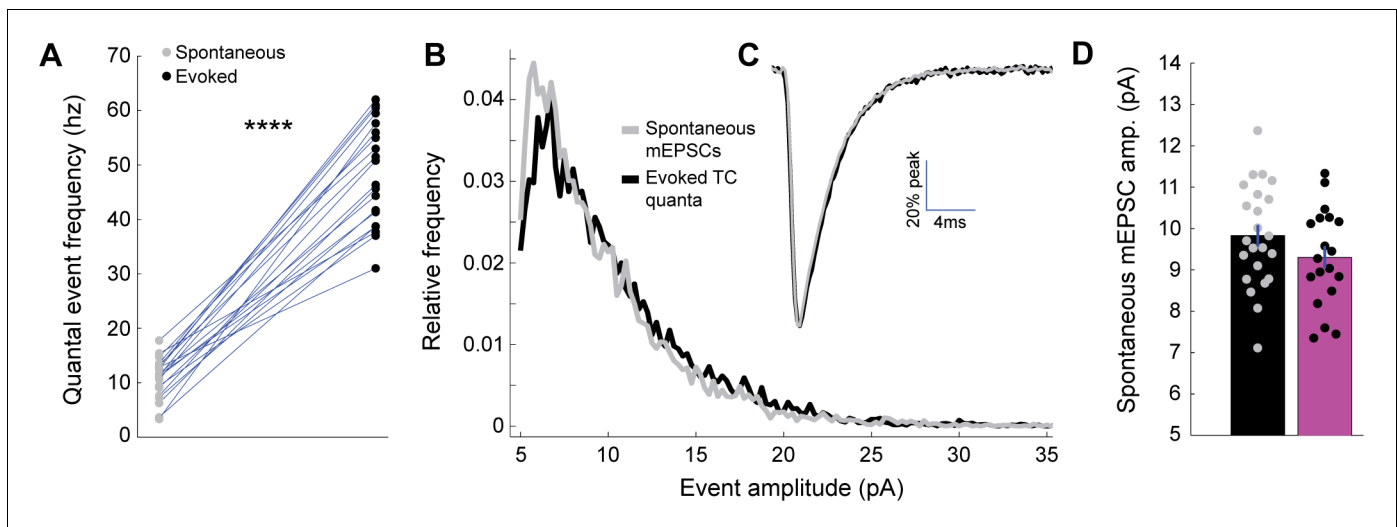 A
Spontaneous
Evoked
****
Quantal event frequency (hz)
70
60
50
40
30
20
10
0
B
Relative frequency
0.04
0.03
0.02
0.01
0
Spontaneous
mEPSCs
Evoked TC
quanta
5
10
15
20
25
30
35
Event amplitude (pA)
C
20% peak
4ms
D
Spontaneous mEPSC amp. (pA)
14
13
12
11
10
9
8
7
6
5